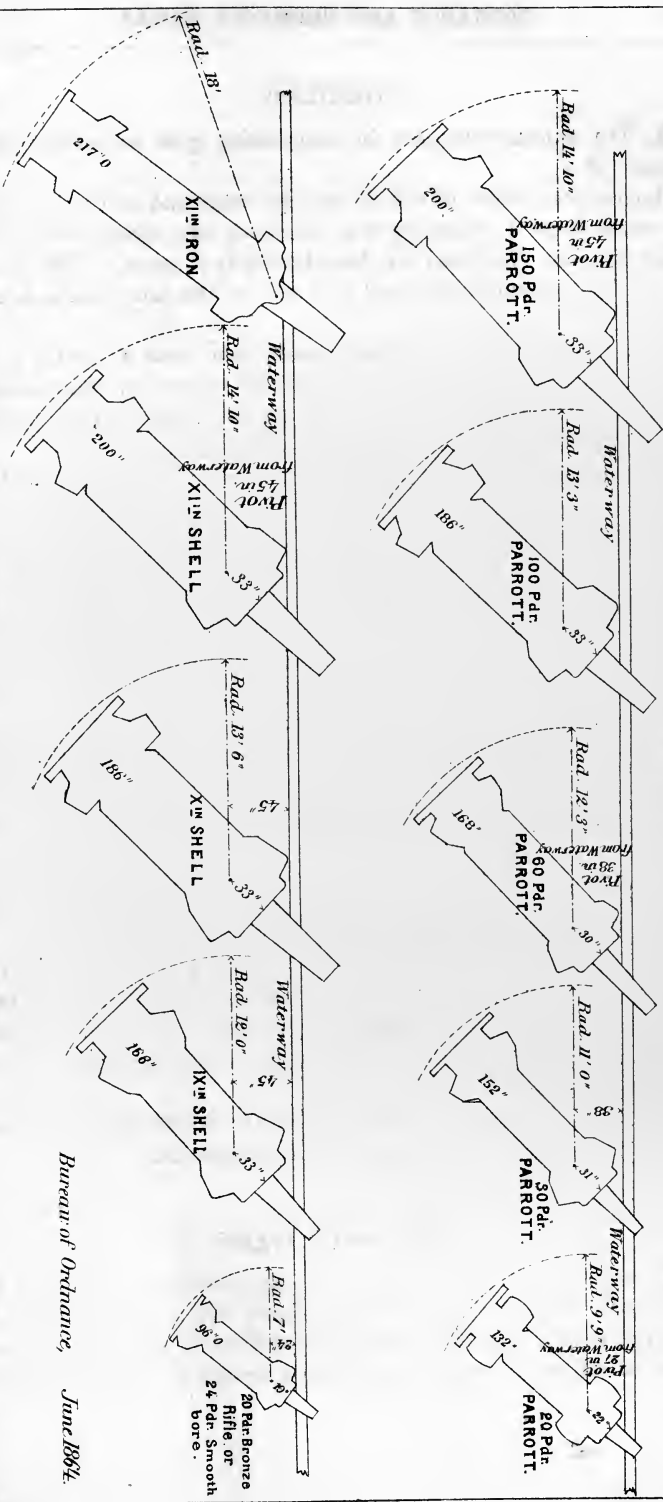 Rad. 14' 10"
Pivot
45 in
from Waterway
200"
33"
150 Pdr.
PARROTT.
Waterway
Rad. 13' 3"
186"
33"
100 Pdr.
PARROTT.
Rad. 12' 3"
Pivot
38 in.
from Waterway
168"
30"
60 Pdr.
PARROTT.
Rad. 11' 0"
38"
152"
31"
30 Pdr.
PARROTT.
Waterway
Rad. 9' 9"
Pivot
27 in
from Waterway
132"
22"
20 Pdr.
PARROTT.
Rad. 18'
217"0
XI IN IRON
Waterway
Rad. 14' 10"
Pivot
45 in.
from Waterway
200"
33"
XI IN SHELL
Rad. 13' 6"
45"
186"
33"
X IN SHELL
Waterway
Rad. 12' 0"
45"
168"
33"
IX IN SHELL
Rad. 7'
24"
96"0
20 Pdr. Bronze
Rifle. or
24 Pdr. Smooth
bore.
Bureau of Ordnance, June 1864.